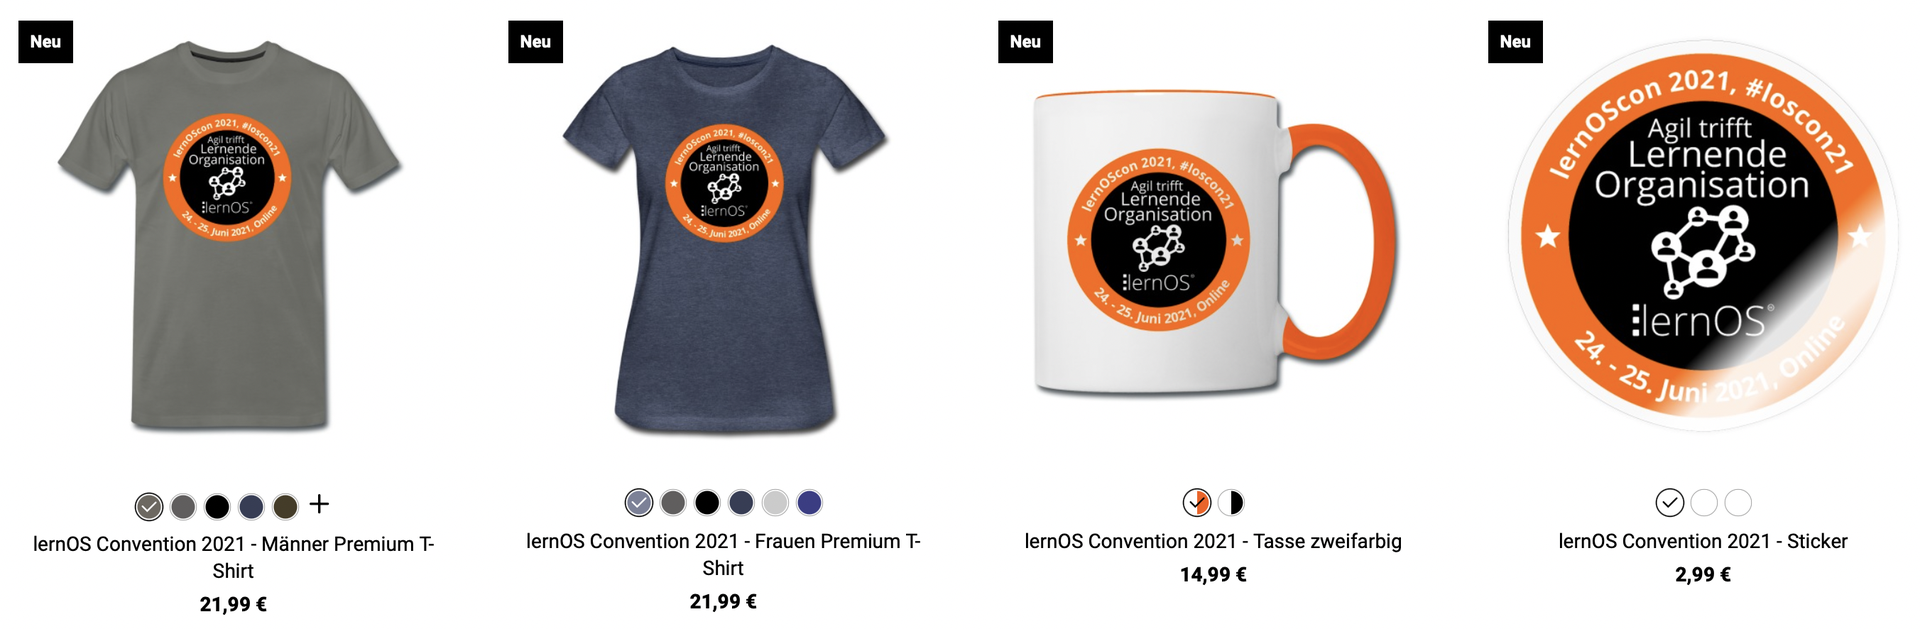 Neu
lernOScon 2021, #loscon21
Agil trifft
Lernende
Organisation
lernOS®
24. - 25. Juni 2021, Online
lernOS Convention 2021 - Männer Premium T-
Shirt
21,99 €
Neu
lernOScon 2021, #loscon21
Agil trifft
Lernende
Organisation
lernOS®
24. - 25. Juni 2021, Online
lernOS Convention 2021 - Frauen Premium T-
Shirt
21,99 €
Neu
lernOScon 2021, #loscon21
Agil trifft
Lernende
Organisation
lernOS®
24. - 25. Juni 2021, Online
lernOS Convention 2021 - Tasse zweifarbig
14,99 €
Neu
lernOScon 2021, #loscon21
Agil trifft
Lernende
Organisation
lernOS®
24. - 25. Juni 2021, Online
lernOS Convention 2021 - Sticker
2,99 €